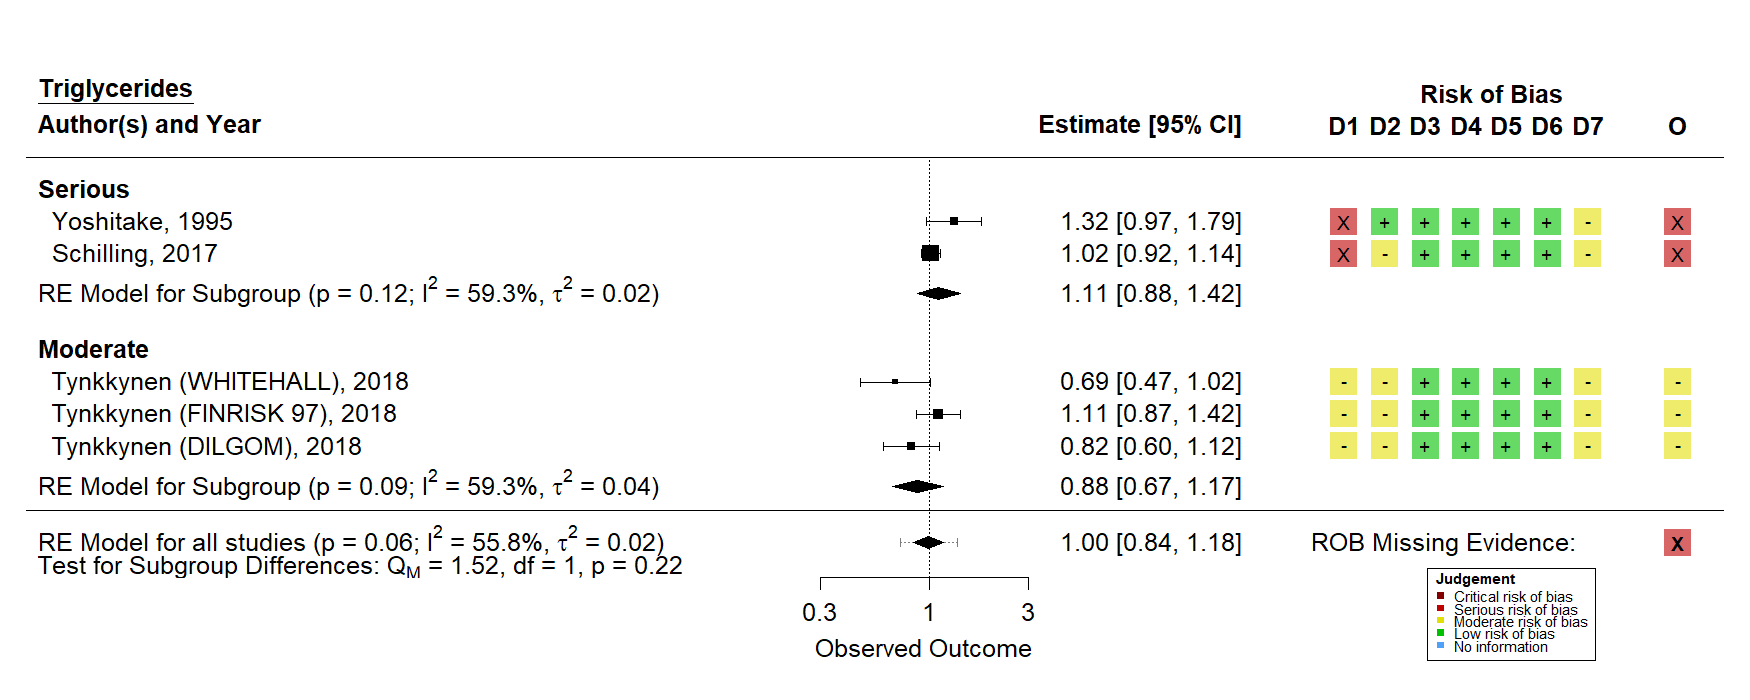 Triglycerides
Risk of Bias
Author(s) and Year Estimate [95% CI] D1 D2 D3 D4 D5 D6 D7 O
Serious
Yoshitake, 1995 1.32 [0.97, 1.79] X + + + + + - X
Schilling, 2017 1.02 [0.92, 1.14] X - + + + + - X
RE Model for Subgroup (p = 0.12; I² = 59.3%, τ² = 0.02) 1.11 [0.88, 1.42]
Moderate
Tynkkynen (WHITEHALL), 2018 0.69 [0.47, 1.02] - - + + + + - -
Tynkkynen (FINRISK 97), 2018 1.11 [0.87, 1.42] - - + + + + - -
Tynkkynen (DILGOM), 2018 0.82 [0.60, 1.12] - - + + + + - -
RE Model for Subgroup (p = 0.09; I² = 59.3%, τ² = 0.04) 0.88 [0.67, 1.17]
RE Model for all studies (p = 0.06; I² = 55.8%, τ² = 0.02) 1.00 [0.84, 1.18] ROB Missing Evidence: X
Test for Subgroup Differences: Q_M = 1.52, df = 1, p = 0.22
0.3 1 3
Observed Outcome
Judgement
Critical risk of bias
Serious risk of bias
Moderate risk of bias
Low risk of bias
No information